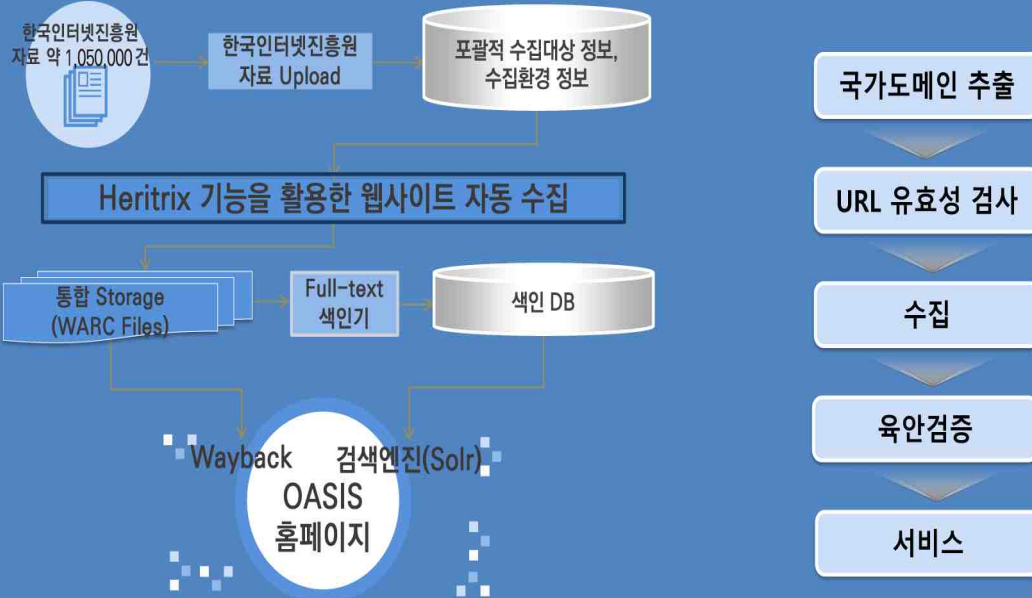 한국인터넷진흥원
자료 약 1,050,000건
한국인터넷진흥원
자료 Upload
포괄적 수집대상 정보,
수집환경 정보
Heritrix 기능을 활용한 웹사이트 자동 수집
통합 Storage
(WARC Files)
Full-text
색인기
색인 DB
Wayback
검색엔진(Solr)
OASIS
홈페이지
국가도메인 추출
URL 유효성 검사
수집
육안검증
서비스